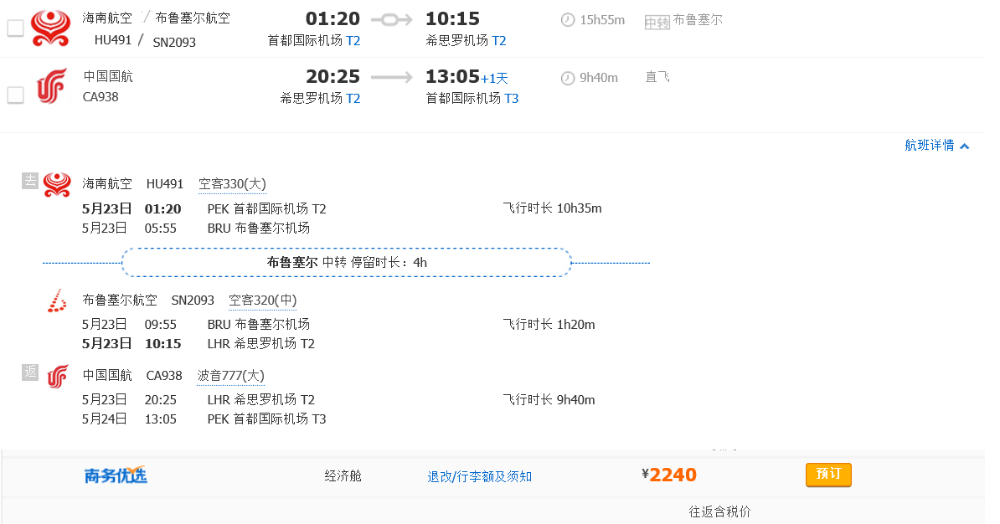 海南航空 / 布鲁塞尔航空 01:20 10:15 15h55m 中转 布鲁塞尔
HU491 / SN2093 首都国际机场 T2 希思罗机场 T2
中国国航 20:25 13:05+1天 9h40m 直飞
CA938 希思罗机场 T2 首都国际机场 T3
航班详情
去 海南航空 HU491 空客330(大)
5月23日 01:20 PEK 首都国际机场 T2 飞行时长 10h35m
5月23日 05:55 BRU 布鲁塞尔机场
布鲁塞尔 中转 停留时长：4h
布鲁塞尔航空 SN2093 空客320(中)
5月23日 09:55 BRU 布鲁塞尔机场 飞行时长 1h20m
5月23日 10:15 LHR 希思罗机场 T2
返 中国国航 CA938 波音777(大)
5月23日 20:25 LHR 希思罗机场 T2 飞行时长 9h40m
5月24日 13:05 PEK 首都国际机场 T3
商务优选 经济舱 退改/行李额及须知 ¥2240 预订
往返含税价